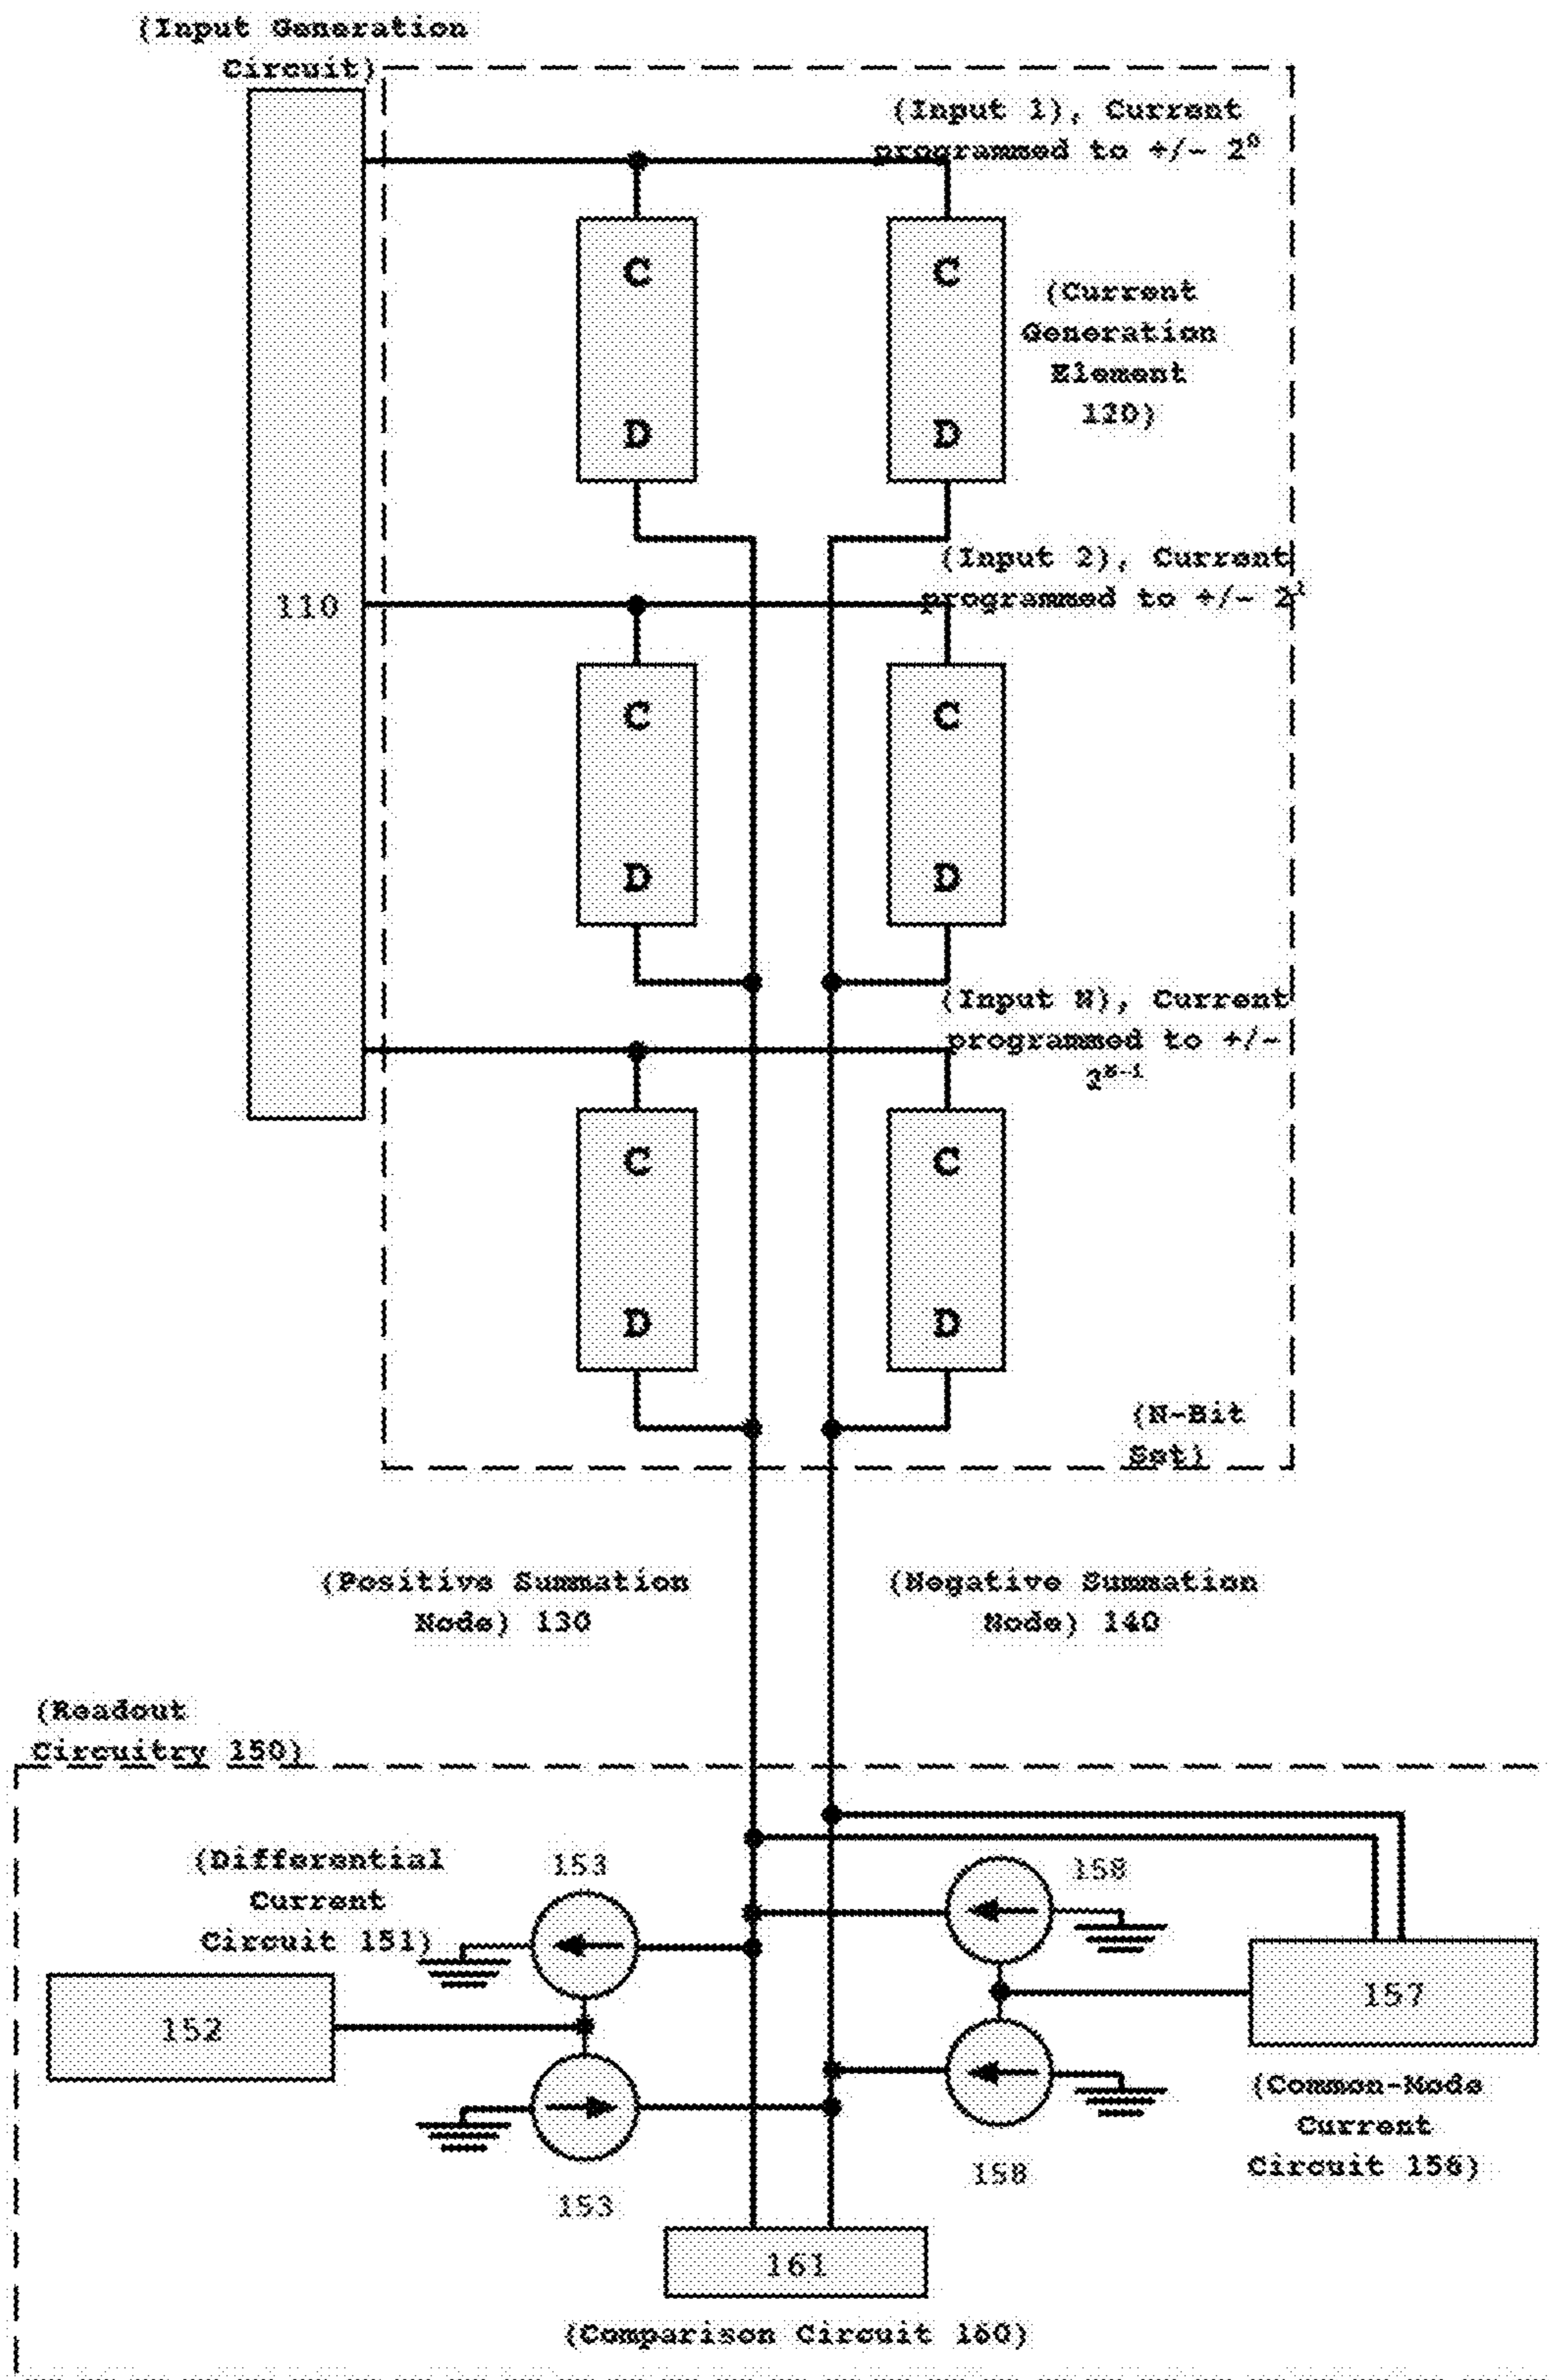 (Input Generation
Circuit)
(Input 1), Current
programmed to +/- 2⁰
C
C
(Current
Generation
Element
120)
D
D
(Input 2), Current
programmed to +/- 2¹
110
C
C
D
D
(Input N), Current
programmed to +/-
2ᴺ⁻¹
C
C
D
D
(N-Bit
Set)
(Positive Summation
Node) 130
(Negative Summation
Node) 140
(Readout
Circuitry 150)
(Differential
Current
Circuit 151)
153
158
152
157
(Common-Mode
Current
Circuit 156)
158
153
161
(Comparison Circuit 160)